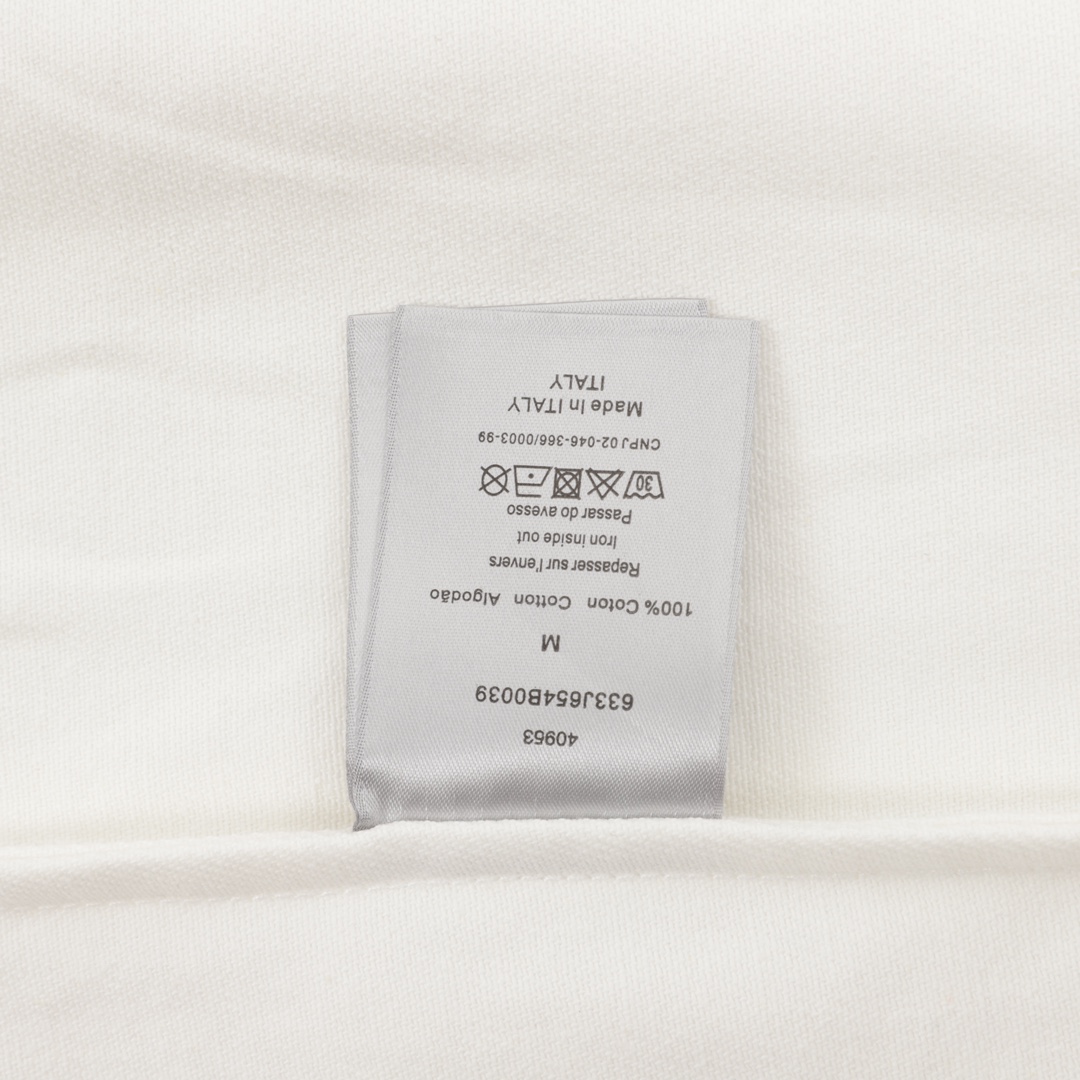 40953
633J654B0039
M
100% Coton Cotton Algodão
Repasser sur l'envers
Iron inside out
Passar do avesso
30
CNPJ 02-046-366/0003-99
Made In ITALY
ITALY